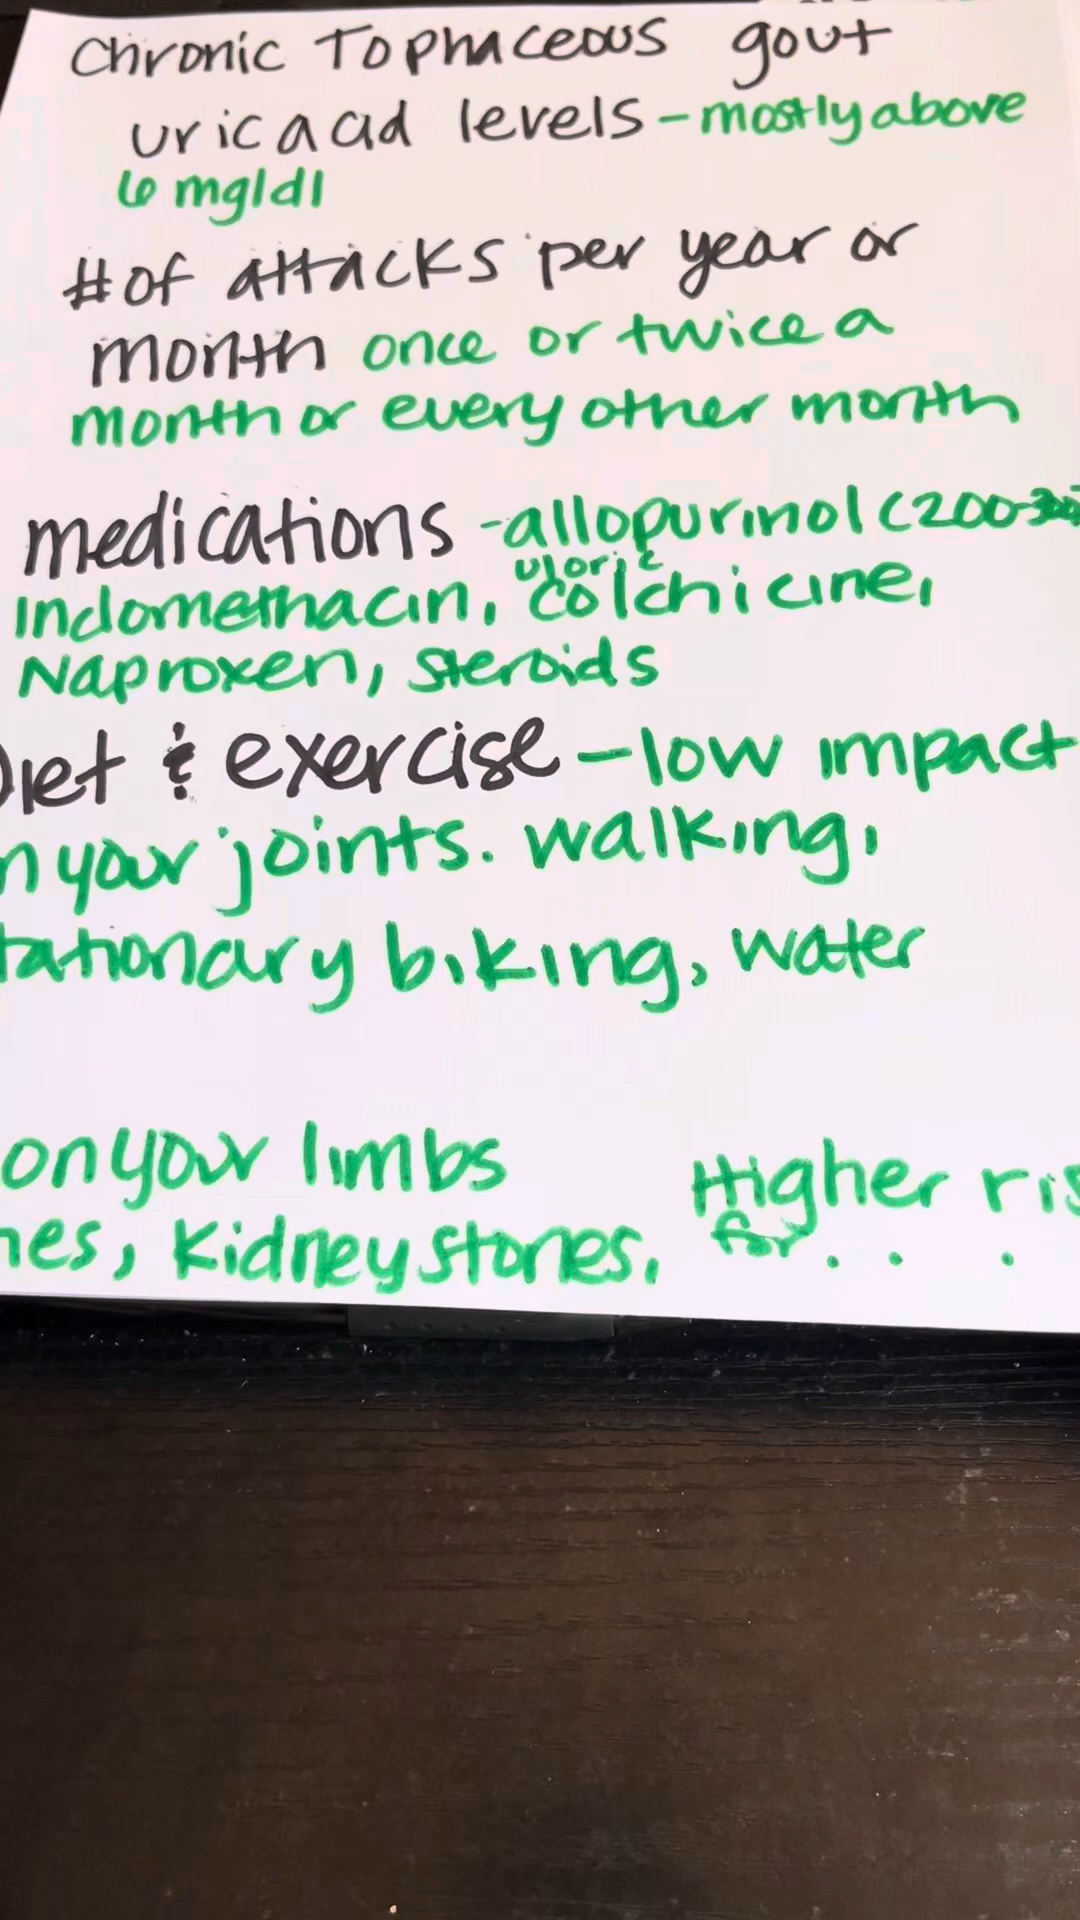 Chronic Tophaceous gout
uric acid levels - mostly above
6 mg/dl
# of attacks per year or
month once or twice a
month or every other month
medications - allopurinol (200-300
uloric
Indomethacin, colchicine,
Naproxen, steroids
Diet & exercise - low impact
n your joints. walking,
tationary biking, water
on your limbs
Higher ris
nes, kidney stones, for . . .